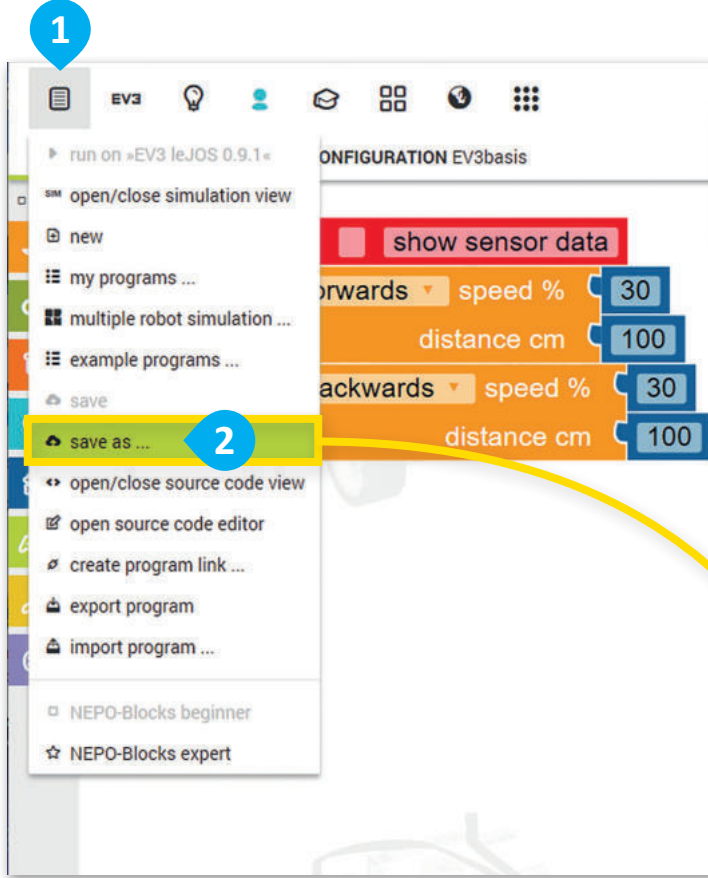 1
EV3
run on »EV3 leJOS 0.9.1«
ONFIGURATION EV3basis
SIM open/close simulation view
new
show sensor data
my programs ...
orwards speed % 30
multiple robot simulation ...
distance cm 100
example programs ...
ackwards speed % 30
save
save as ... 2
distance cm 100
open/close source code view
open source code editor
create program link ...
export program
import program ...
NEPO-Blocks beginner
NEPO-Blocks expert